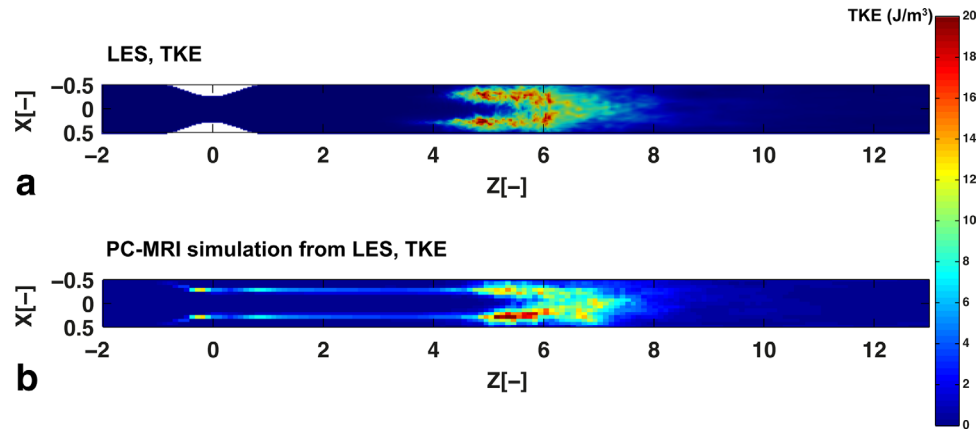 TKE (J/m³)
20
18
16
14
12
10
8
6
4
2
0
LES, TKE
X[–]
−0.5
0
0.5
−2 0 2 4 6 8 10 12
Z[–]
a
PC-MRI simulation from LES, TKE
X[–]
−0.5
0
0.5
−2 0 2 4 6 8 10 12
Z[–]
b